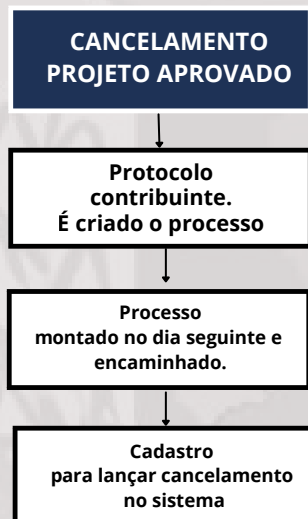 CANCELAMENTO
PROJETO APROVADO
Protocolo
contribuinte.
É criado o processo
Processo
montado no dia seguinte e
encaminhado.
Cadastro
para lançar cancelamento
no sistema